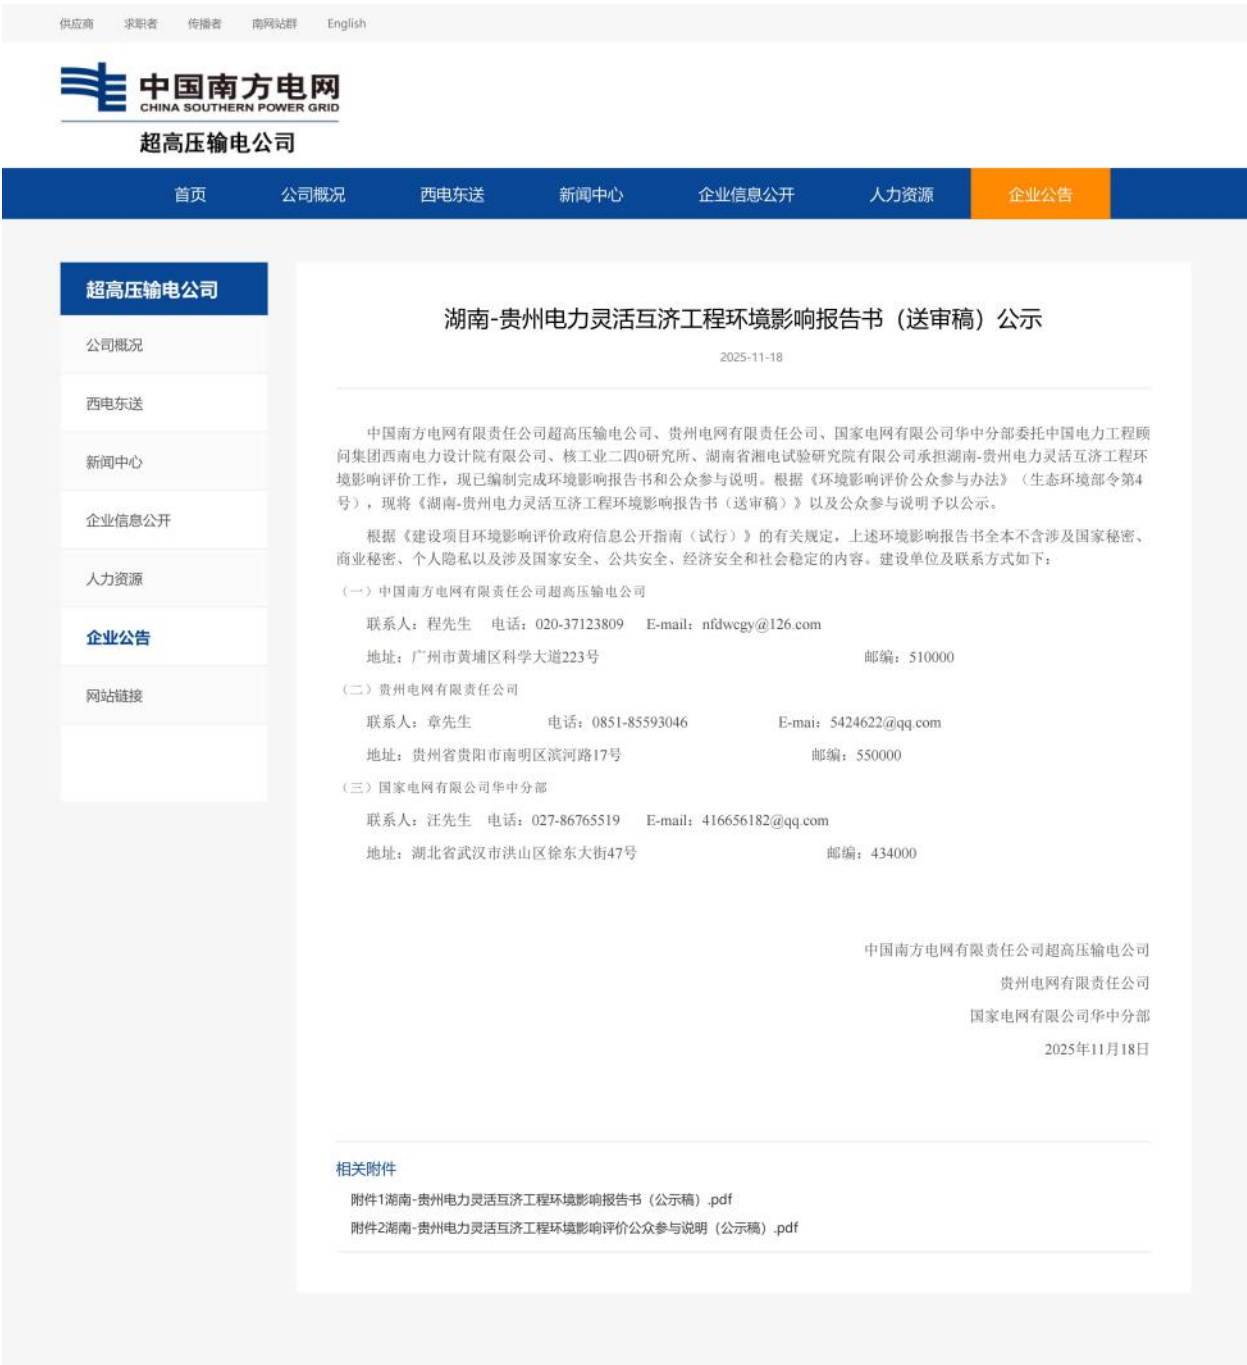 供应商 求职者 传播者 南网站群 English
中国南方电网
CHINA SOUTHERN POWER GRID
超高压输电公司
首页 公司概况 西电东送 新闻中心 企业信息公开 人力资源 企业公告
超高压输电公司
公司概况
西电东送
新闻中心
企业信息公开
人力资源
企业公告
网站链接
湖南-贵州电力灵活互济工程环境影响报告书（送审稿）公示
2025-11-18
中国南方电网有限责任公司超高压输电公司、贵州电网有限责任公司、国家电网有限公司华中分部委托中国电力工程顾
问集团西南电力设计院有限公司、核工业二四0研究所、湖南省湘电试验研究院有限公司承担湖南-贵州电力灵活互济工程环
境影响评价工作，现已编制完成环境影响报告书和公众参与说明。根据《环境影响评价公众参与办法》（生态环境部令第4
号），现将《湖南-贵州电力灵活互济工程环境影响报告书（送审稿）》以及公众参与说明予以公示。
根据《建设项目环境影响评价政府信息公开指南（试行）》的有关规定，上述环境影响报告书全本不含涉及国家秘密、
商业秘密、个人隐私以及涉及国家安全、公共安全、经济安全和社会稳定的内容。建设单位及联系方式如下：
（一）中国南方电网有限责任公司超高压输电公司
联系人：程先生 电话：020-37123809 E-mail：nfdwcgy@126.com
地址：广州市黄埔区科学大道223号 邮编：510000
（二）贵州电网有限责任公司
联系人：章先生 电话：0851-85593046 E-mai：5424622@qq.com
地址：贵州省贵阳市南明区滨河路17号 邮编：550000
（三）国家电网有限公司华中分部
联系人：汪先生 电话：027-86765519 E-mail：416656182@qq.com
地址：湖北省武汉市洪山区徐东大街47号 邮编：434000
中国南方电网有限责任公司超高压输电公司
贵州电网有限责任公司
国家电网有限公司华中分部
2025年11月18日
相关附件
附件1湖南-贵州电力灵活互济工程环境影响报告书（公示稿）.pdf
附件2湖南-贵州电力灵活互济工程环境影响评价公众参与说明（公示稿）.pdf